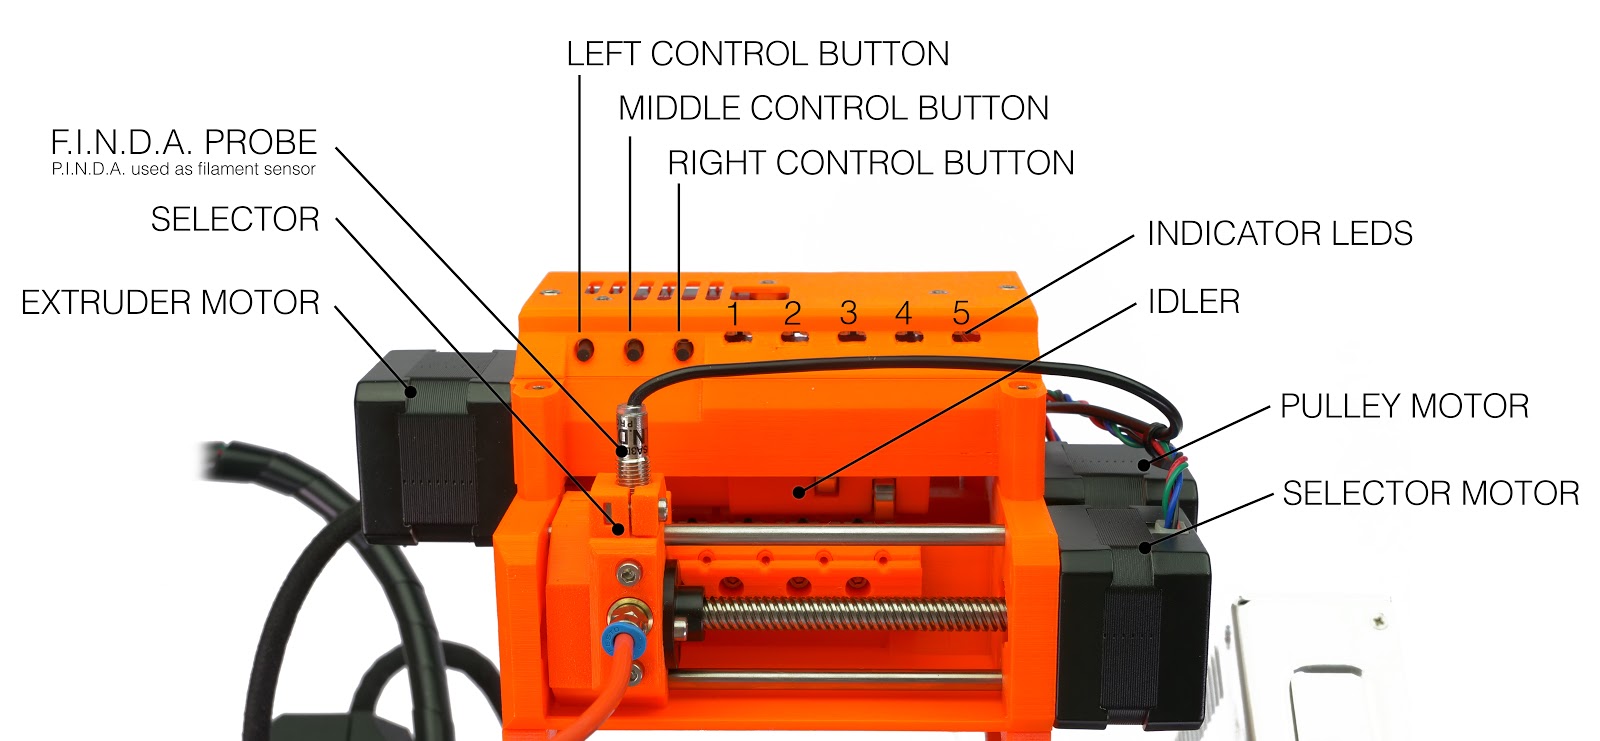 LEFT CONTROL BUTTON
MIDDLE CONTROL BUTTON
RIGHT CONTROL BUTTON
F.I.N.D.A. PROBE
P.I.N.D.A. used as filament sensor
SELECTOR
EXTRUDER MOTOR
INDICATOR LEDS
IDLER
1 2 3 4 5
PULLEY MOTOR
SELECTOR MOTOR